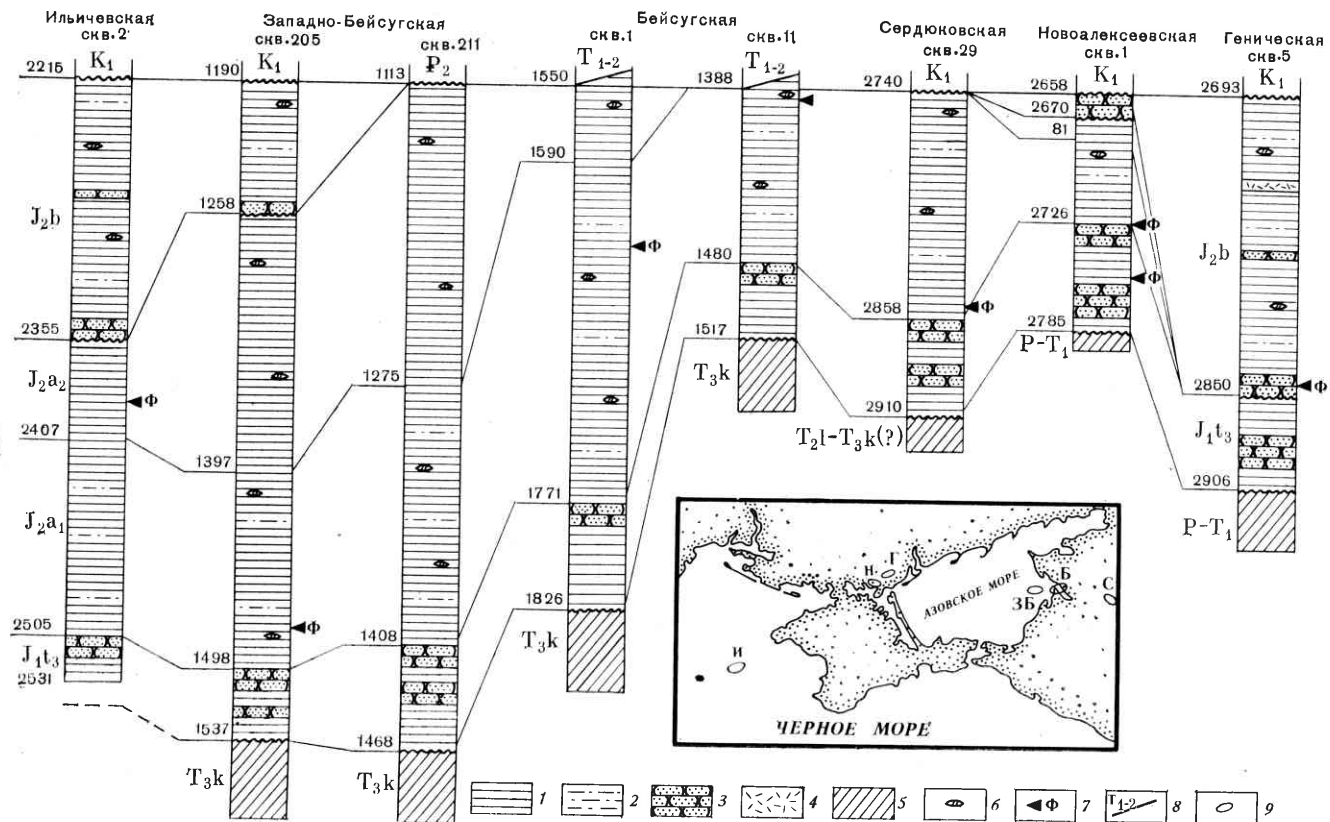 Ильичевская
скв.2
Западно-Бейсугская
скв.205
скв.211
Бейсугская
скв.1
скв.11
Сердюковская
скв.29
Новоалексеевская
скв.1
Геническая
скв.5
K₁
K₁
P₂
T₁₋₂
T₁₋₂
K₁
K₁
K₁
2215
1190
1113
1550
1388
2740
2658
2693
2670
81
1590
1258
J₂b
2726
1480
J₂b
2858
2355
2785
P-T₁
1517
J₂a₂
1275
T₃k
2850
2407
2910
J₁t₃
T₂l-T₃k(?)
1397
2906
1771
J₂a₁
P-T₁
1826
2505
1408
T₃k
J₁t₃
1498
2531
1537
1468
T₃k
T₃k
Ф
Ф
Ф
Ф
Ф
Ф
Ф
Н.
Г
АЗОВСКОЕ МОРЕ
Б
ЗБ
С
И
ЧЕРНОЕ МОРЕ
1
2
3
4
5
6
Ф 7
T₁₋₂ 8
9